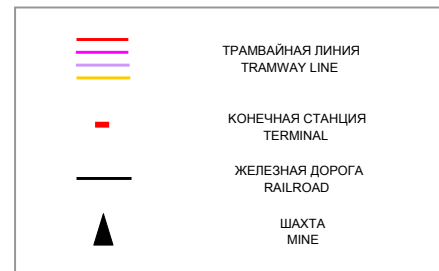 ТРАМВАЙНАЯ ЛИНИЯ
TRAMWAY LINE
КОНЕЧНАЯ СТАНЦИЯ
TERMINAL
ЖЕЛЕЗНАЯ ДОРОГА
RAILROAD
ШАХТА
MINE